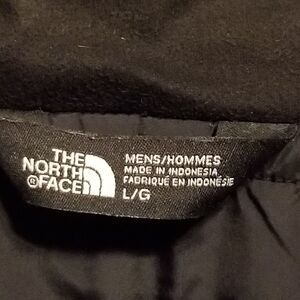 THE
NORTH
®FACE
MENS/HOMMES
MADE IN INDONESIA
FABRIQUÉ EN INDONÉSIE
L/G